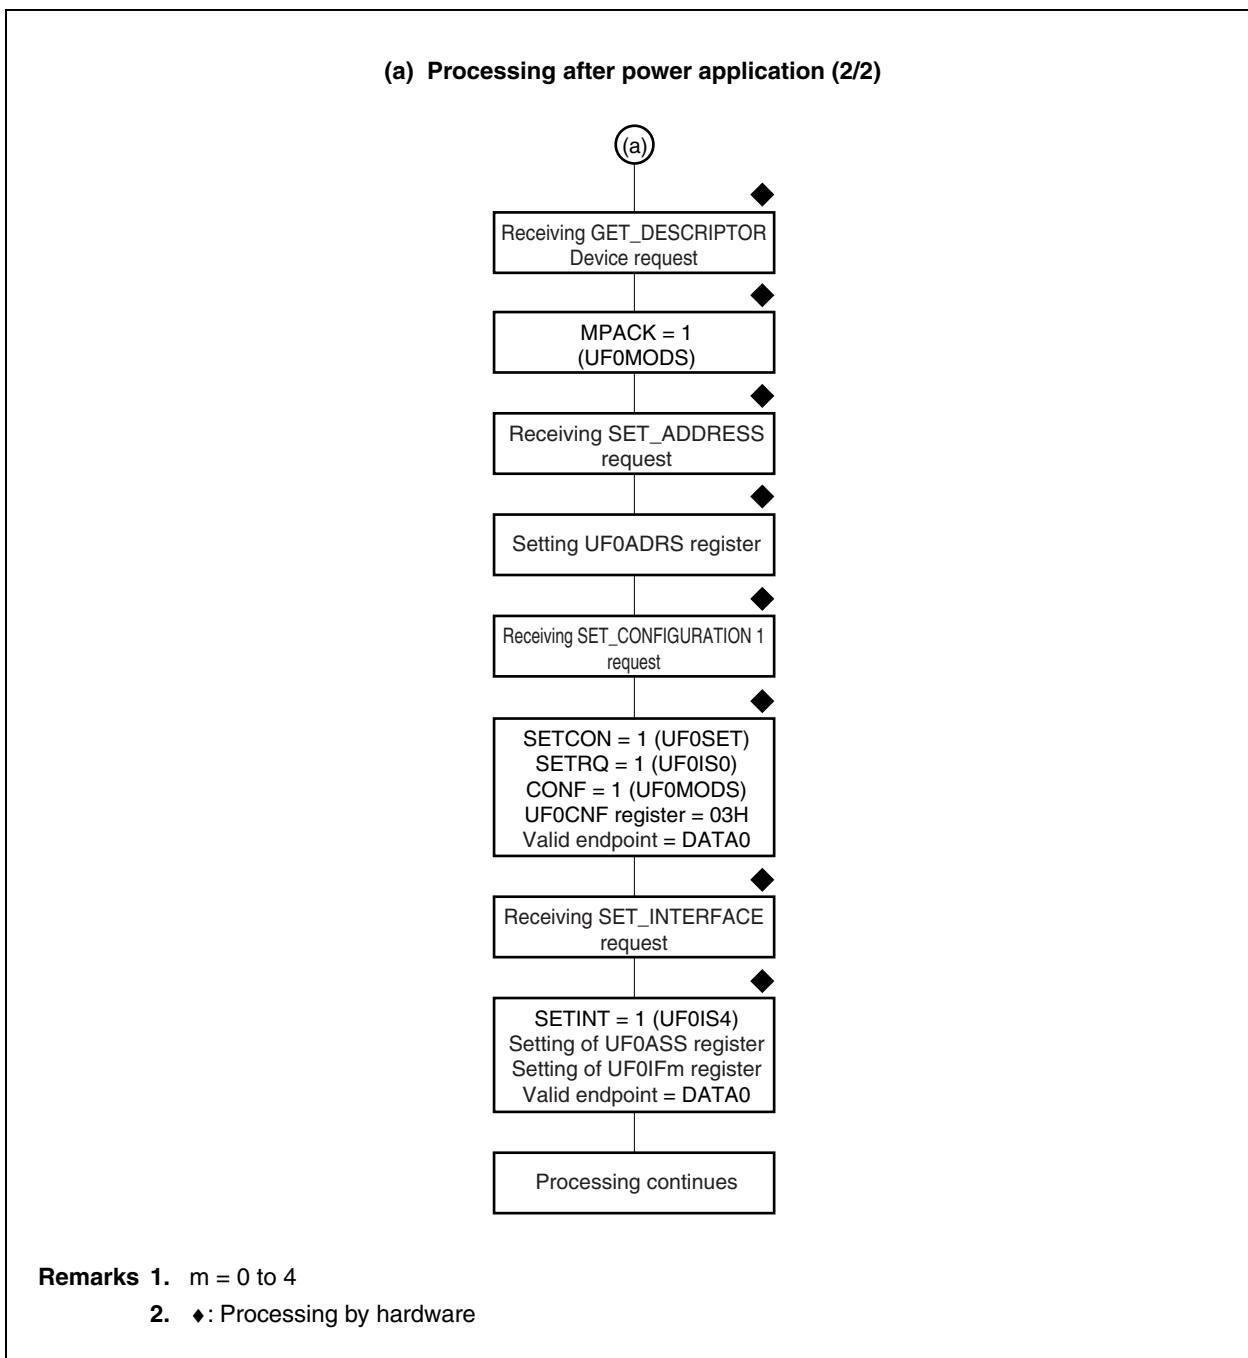 (a) Processing after power application (2/2)
(a)
Receiving GET_DESCRIPTOR
Device request
MPACK = 1
(UF0MODS)
Receiving SET_ADDRESS
request
Setting UF0ADRS register
Receiving SET_CONFIGURATION 1
request
SETCON = 1 (UF0SET)
SETRQ = 1 (UF0IS0)
CONF = 1 (UF0MODS)
UF0CNF register = 03H
Valid endpoint = DATA0
Receiving SET_INTERFACE
request
SETINT = 1 (UF0IS4)
Setting of UF0ASS register
Setting of UF0IFm register
Valid endpoint = DATA0
Processing continues
Remarks 1. m = 0 to 4
2. ♦: Processing by hardware